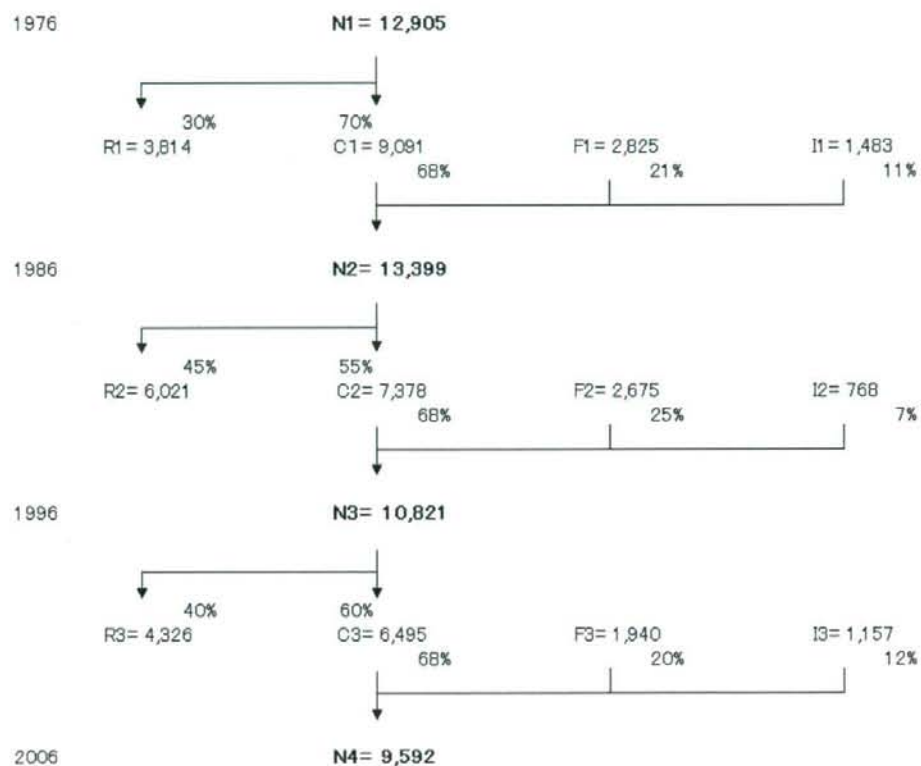 1976 N1= 12,905
30% 70%
R1= 3,814 C1= 9,091 F1= 2,825 I1= 1,483
68% 21% 11%
1986 N2= 13,399
45% 55%
R2= 6,021 C2= 7,378 F2= 2,675 I2= 768
68% 25% 7%
1996 N3= 10,821
40% 60%
R3= 4,326 C3= 6,495 F3= 1,940 I3= 1,157
68% 20% 12%
2006 N4= 9,592